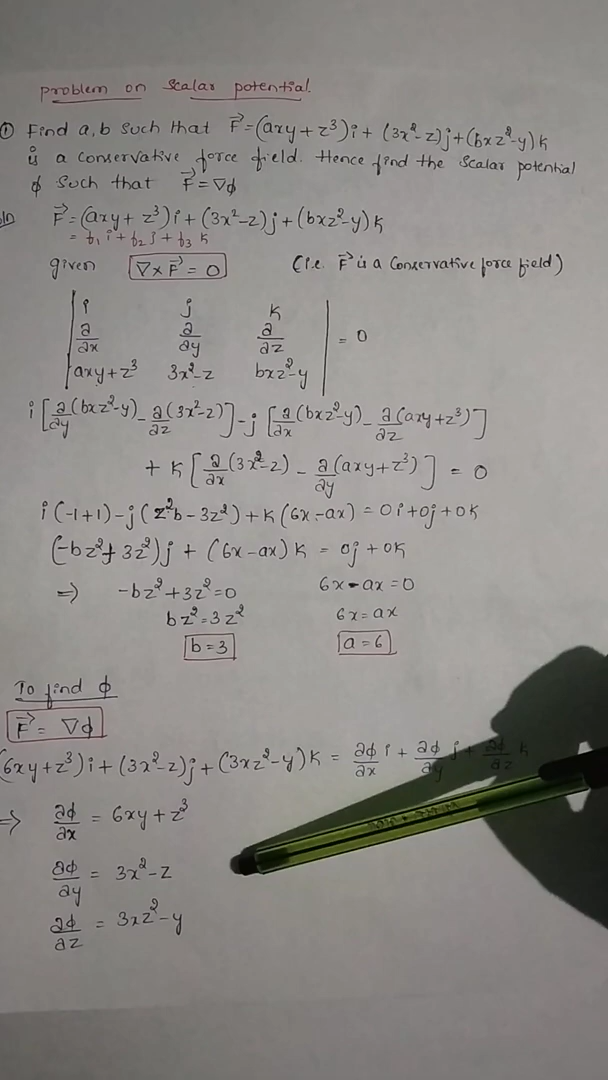 problem on scalar potential.
① Find a,b such that F⃗=(axy+z³)i+(3x²-z)j+(bxz²-y)k
is a conservative force field. Hence find the scalar potential
ϕ such that F⃗=∇ϕ
F⃗=(axy+z³)i+(3x²-z)j+(bxz²-y)k
= f₁ i + f₂ j + f₃ k
given ∇×F⃗=0 (i.e. F⃗ is a conservative force field)
| i j k |
| ∂/∂x ∂/∂y ∂/∂z | = 0
| axy+z³ 3x²-z bxz²-y |
i[∂/∂y(bxz²-y)-∂/∂z(3x²-z)]-j[∂/∂x(bxz²-y)-∂/∂z(axy+z³)]
+ k[∂/∂x(3x²-z)-∂/∂y(axy+z³)] = 0
i(-1+1)-j(z²b-3z²)+k(6x-ax)=0i+0j+0k
(-bz²+3z²)j+(6x-ax)k=0j+0k
⇒ -bz²+3z²=0 6x-ax=0
bz²=3z² 6x=ax
b=3 a=6
To find ϕ
F⃗=∇ϕ
(6xy+z³)i+(3x²-z)j+(3xz²-y)k=∂ϕ/∂x i+∂ϕ/∂y j+∂ϕ/∂z k
⇒ ∂ϕ/∂x = 6xy+z³
∂ϕ/∂y = 3x²-z
∂ϕ/∂z = 3xz²-y